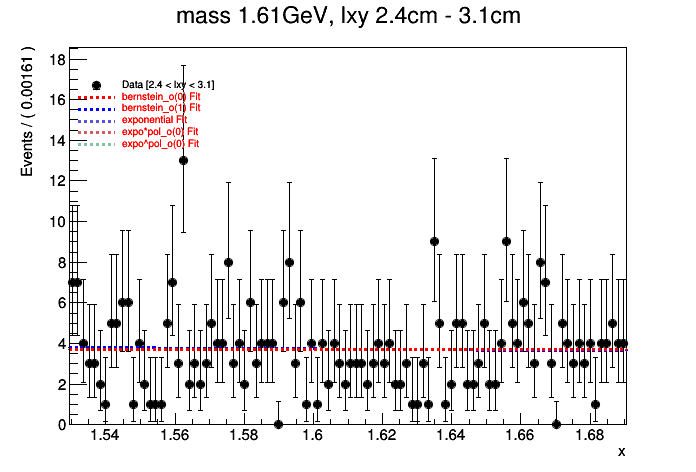 mass 1.61GeV, lxy 2.4cm - 3.1cm
Events / ( 0.00161 )
18
16
14
12
10
8
6
4
2
0
Data [2.4 < lxy < 3.1]
bernstein_o(0) Fit
bernstein_o(1) Fit
exponential Fit
expo*pol_o(0) Fit
expo^pol_o(0) Fit
1.54 1.56 1.58 1.6 1.62 1.64 1.66 1.68
x